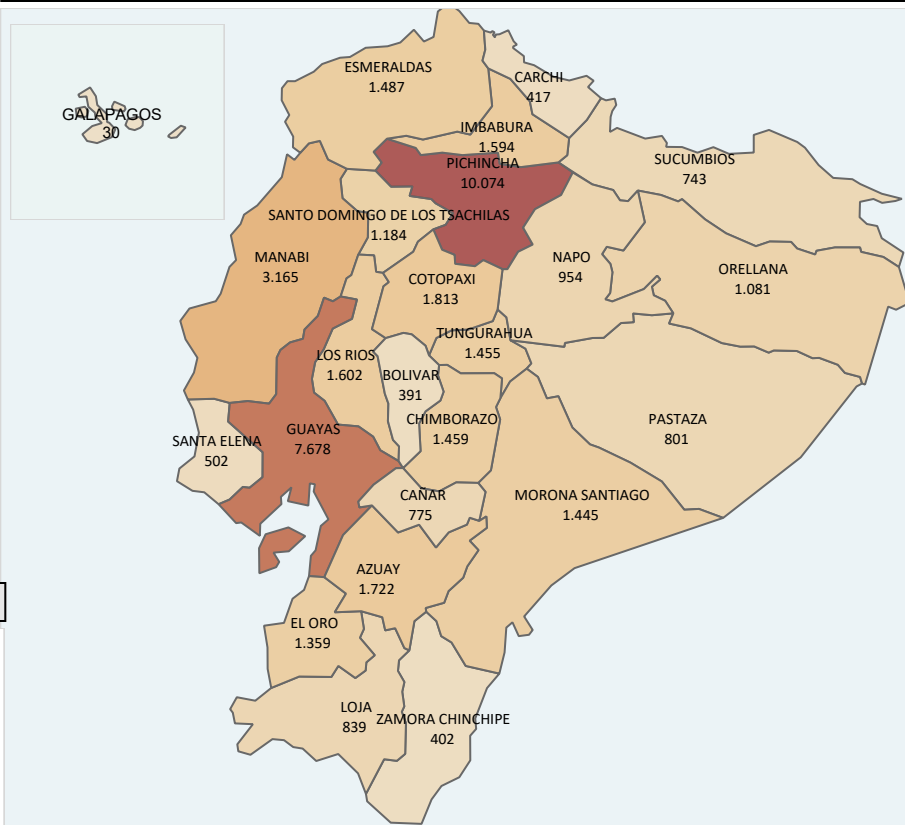 ESMERALDAS
1.487
CARCHI
417
GALAPAGOS
30
IMBABURA
1.594
PICHINCHA
10.074
SUCUMBIOS
743
SANTO DOMINGO DE LOS TSACHILAS
1.184
MANABI
3.165
NAPO
954
ORELLANA
1.081
COTOPAXI
1.813
TUNGURAHUA
1.455
LOS RIOS
1.602
BOLIVAR
391
CHIMBORAZO
1.459
PASTAZA
801
GUAYAS
7.678
SANTA ELENA
502
CAÑAR
775
MORONA SANTIAGO
1.445
AZUAY
1.722
EL ORO
1.359
LOJA
839
ZAMORA CHINCHIPE
402